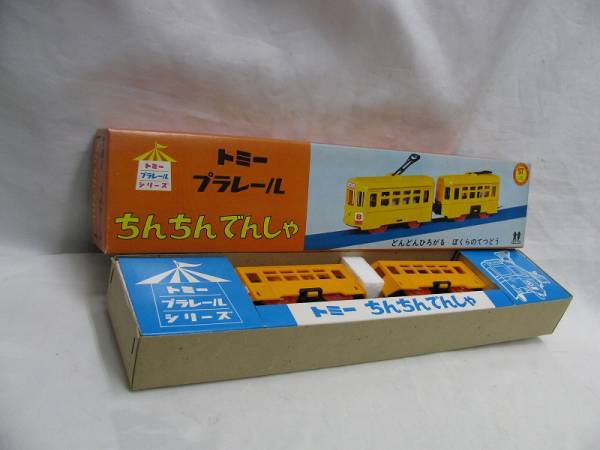 トミー
プラレール
シリーズ
トミー
プラレール
ちんちんでんしゃ
8
どんどんひろがる ぼくらのてつどう
トミー
プラレール
シリーズ
トミー ちんちんでんしゃ